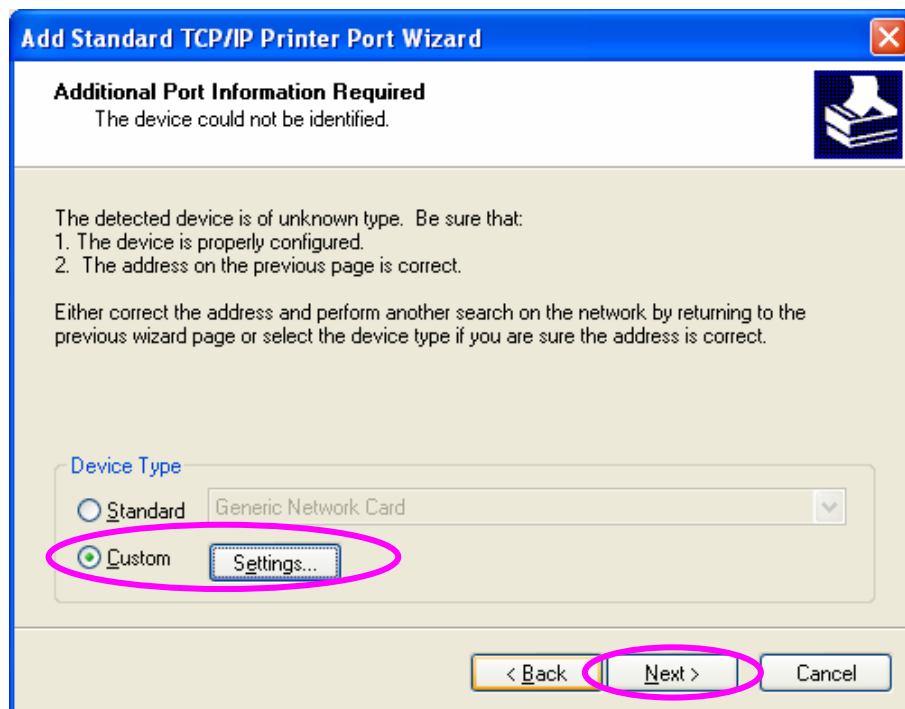 Add Standard TCP/IP Printer Port Wizard
Additional Port Information Required
The device could not be identified.
The detected device is of unknown type.  Be sure that:
1. The device is properly configured.
2.  The address on the previous page is correct.
Either correct the address and perform another search on the network by returning to the
previous wizard page or select the device type if you are sure the address is correct.
Device Type
Standard Generic Network Card
Custom Settings...
< Back Next > Cancel